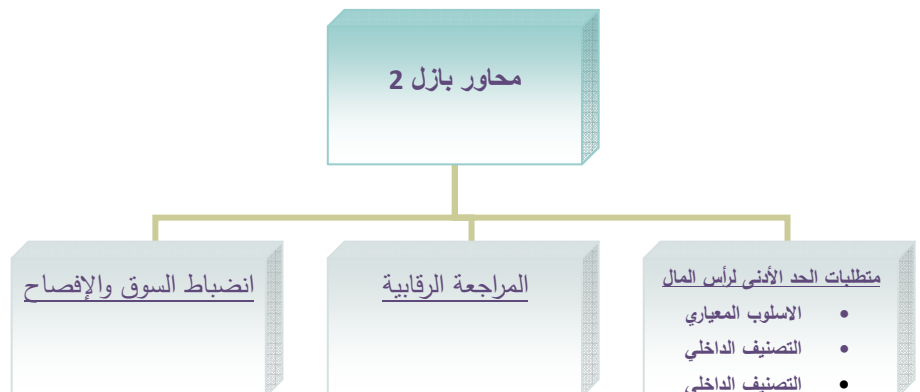 محاور بازل 2
متطلبات الحد الأدنى لرأس المال
• الاسلوب المعياري
• التصنيف الداخلي
• التصنيف الداخلي
المراجعة الرقابية
انضباط السوق والإفصاح